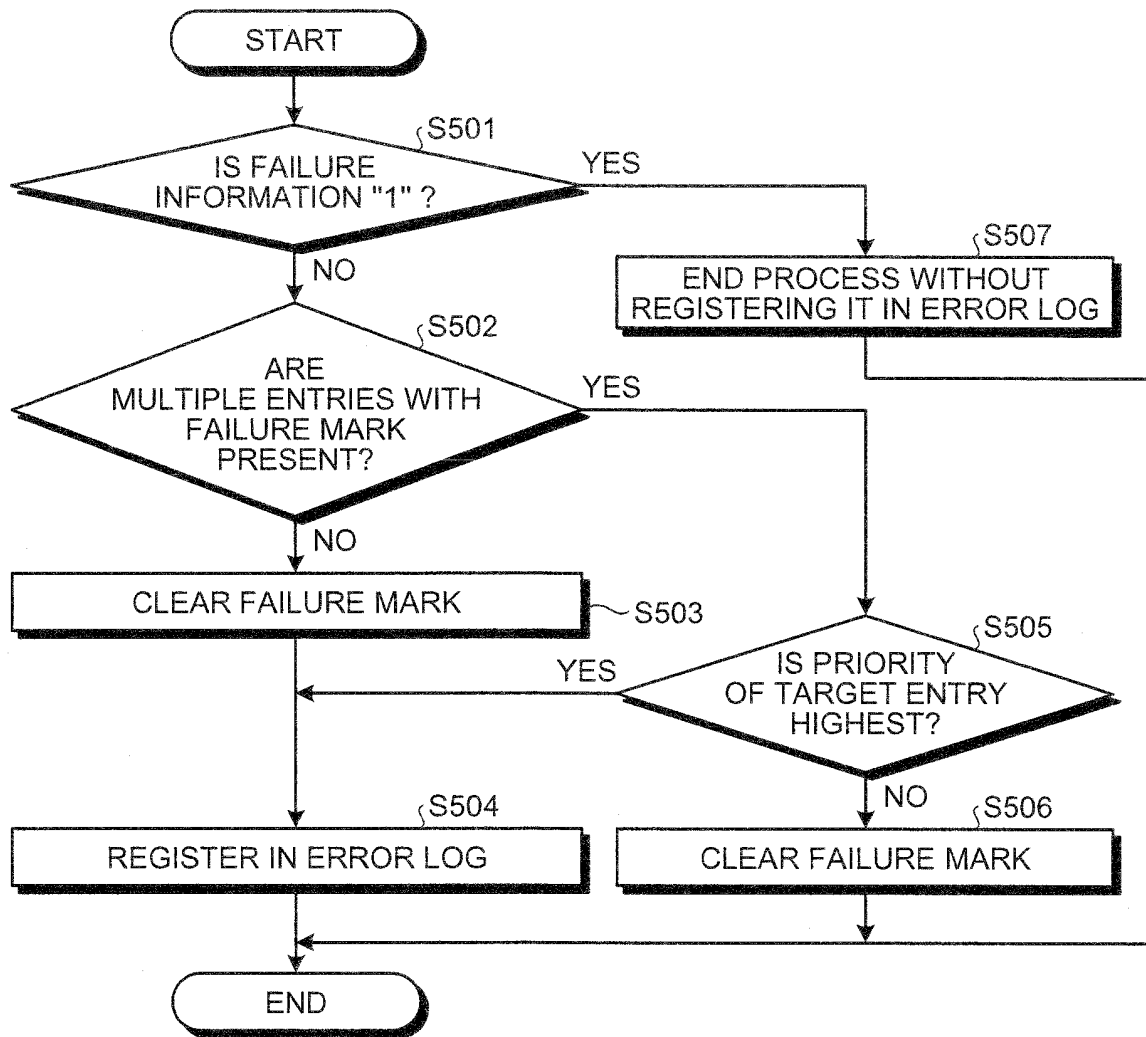 START
S501
IS FAILURE
INFORMATION "1" ?
YES
NO
S507
END PROCESS WITHOUT
REGISTERING IT IN ERROR LOG
S502
ARE
MULTIPLE ENTRIES WITH
FAILURE MARK
PRESENT?
YES
NO
CLEAR FAILURE MARK
S503
S505
IS PRIORITY
OF TARGET ENTRY
HIGHEST?
YES
NO
S504
REGISTER IN ERROR LOG
S506
CLEAR FAILURE MARK
END